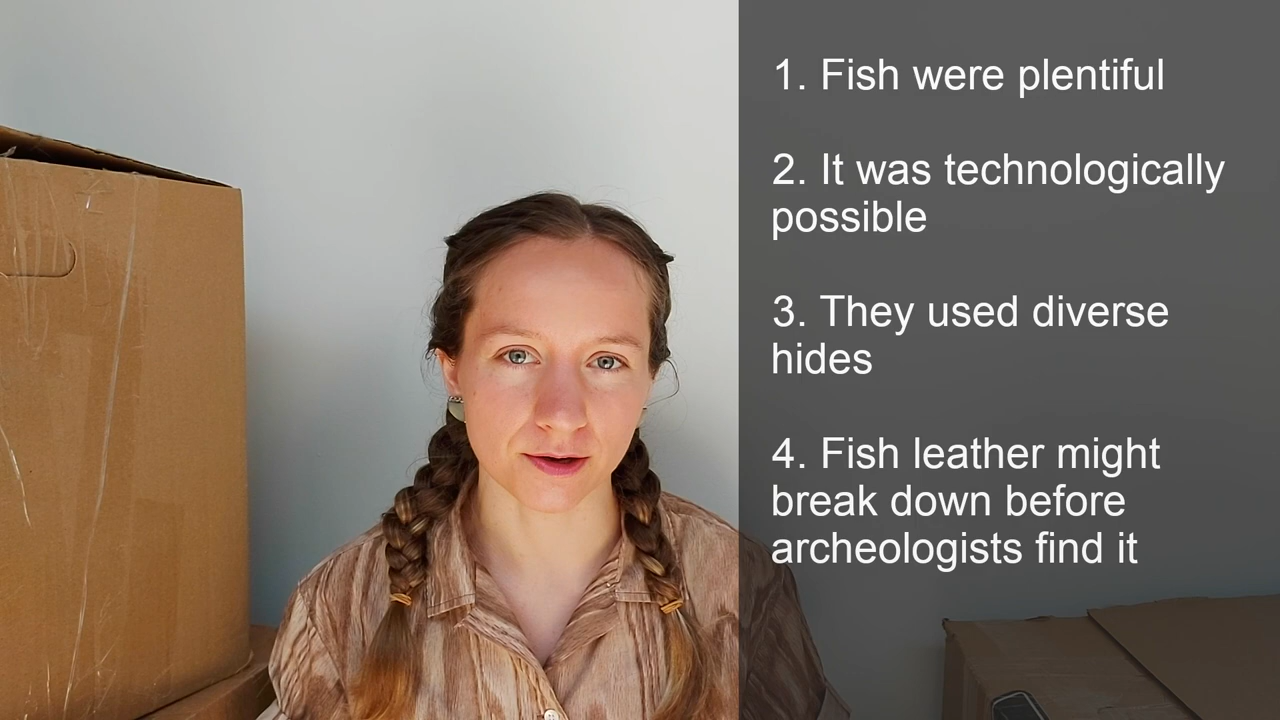 1. Fish were plentiful
2. It was technologically
possible
3. They used diverse
hides
4. Fish leather might
break down before
archeologists find it